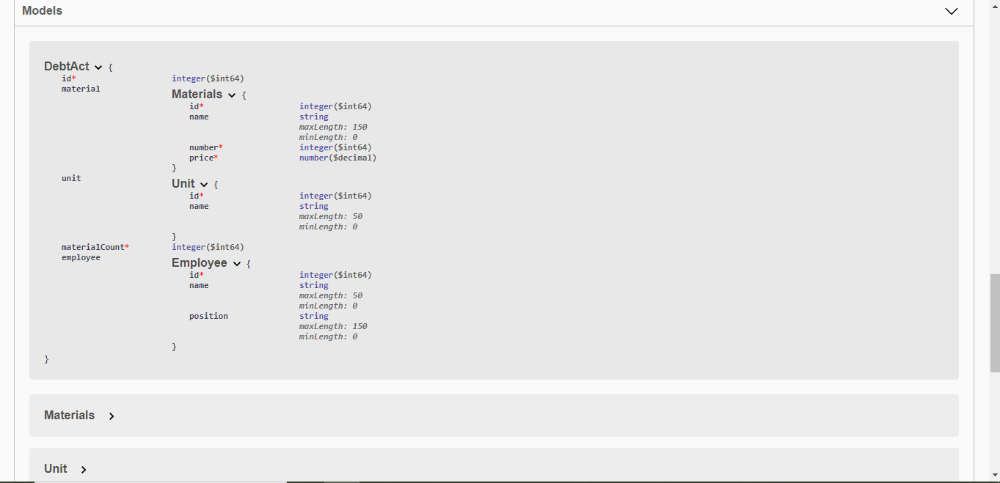 Models
DebtAct {
id* integer($int64)
material Materials {
id* integer($int64)
name string
maxLength: 150
minLength: 0
number* integer($int64)
price* number($decimal)
}
unit Unit {
id* integer($int64)
name string
maxLength: 50
minLength: 0
}
materialCount* integer($int64)
employee Employee {
id* integer($int64)
name string
maxLength: 50
minLength: 0
position string
maxLength: 150
minLength: 0
}
}
Materials
Unit